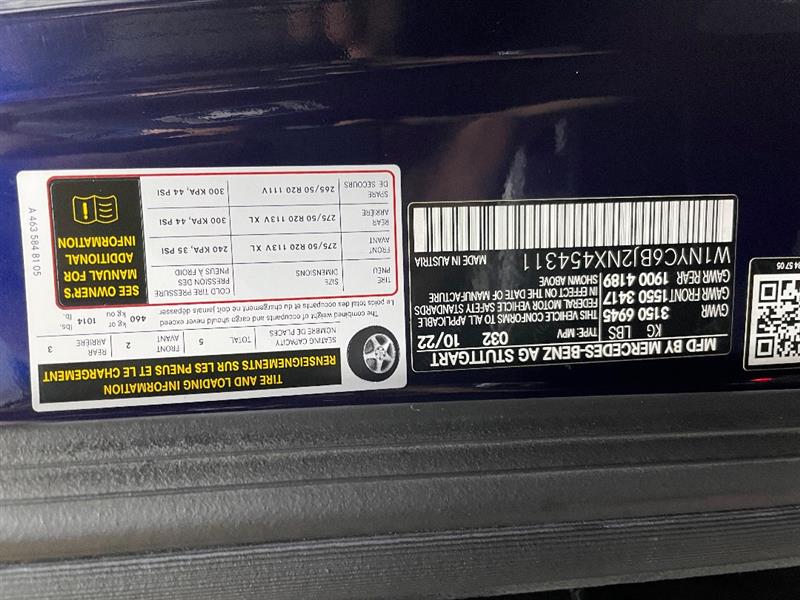 MFD BY MERCEDES-BENZ AG STUTTGART
10/22 032 TYPE: MPV
KG LBS
GVWR 3150 6945
GAWR FRONT 1550 3417
GAWR REAR 1900 4189
THIS VEHICLE CONFORMS TO ALL APPLICABLE
FEDERAL MOTOR VEHICLE SAFETY STANDARDS
IN EFFECT ON THE DATE OF MANUFACTURE
SHOWN ABOVE
W1NYC6BJ2NX454311
MADE IN AUSTRIA
TIRE AND LOADING INFORMATION
RENSEIGNEMENTS SUR LES PNEUS ET LE CHARGEMENT
SEATING CAPACITY
NOMBRE DE PLACES
TOTAL 5
FRONT
AVANT 2
REAR
ARRIÈRE 3
The combined weight of occupants and cargo should never exceed
Le poids total des occupants et du chargement ne doit jamais dépasser
460 kg or
kg ou 1014 lbs.
TIRE
PNEU
SIZE
DIMENSIONS
COLD TIRE PRESSURE
PRESSION DES
PNEUS À FROID
FRONT
AVANT
275/50 R20 113V XL
240 KPA, 35 PSI
REAR
ARRIÈRE
275/50 R20 113V XL
300 KPA, 44 PSI
SPARE
DE SECOURS
265/50 R20 111V
300 KPA, 44 PSI
SEE OWNER'S
MANUAL FOR
ADDITIONAL
INFORMATION
A 463 584 81 05
84 5705